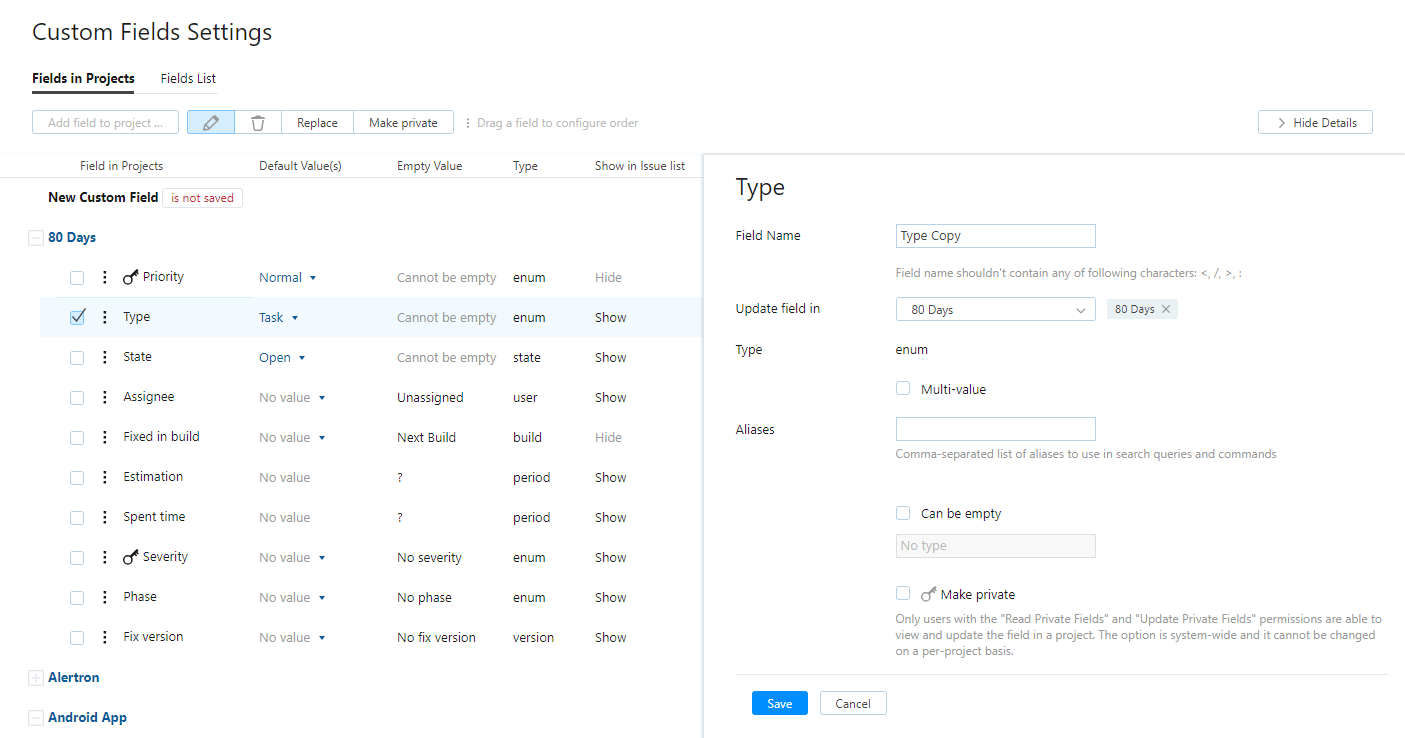 Custom Fields Settings
Fields in Projects Fields List
Add field to project ... Replace Make private Drag a field to configure order Hide Details
Field in Projects Default Value(s) Empty Value Type Show in Issue list
New Custom Field is not saved
80 Days
Priority Normal Cannot be empty enum Hide
Type Task Cannot be empty enum Show
State Open Cannot be empty state Show
Assignee No value Unassigned user Show
Fixed in build No value Next Build build Hide
Estimation No value ? period Show
Spent time No value ? period Show
Severity No value No severity enum Show
Phase No value No phase enum Show
Fix version No value No fix version version Show
Alertron
Android App
Type
Field Name Type Copy
Field name shouldn't contain any of following characters: <, /, >, :
Update field in 80 Days 80 Days
Type enum
Multi-value
Aliases
Comma-separated list of aliases to use in search queries and commands
Can be empty
No type
Make private
Only users with the "Read Private Fields" and "Update Private Fields" permissions are able to
view and update the field in a project. The option is system-wide and it cannot be changed
on a per-project basis.
Save Cancel